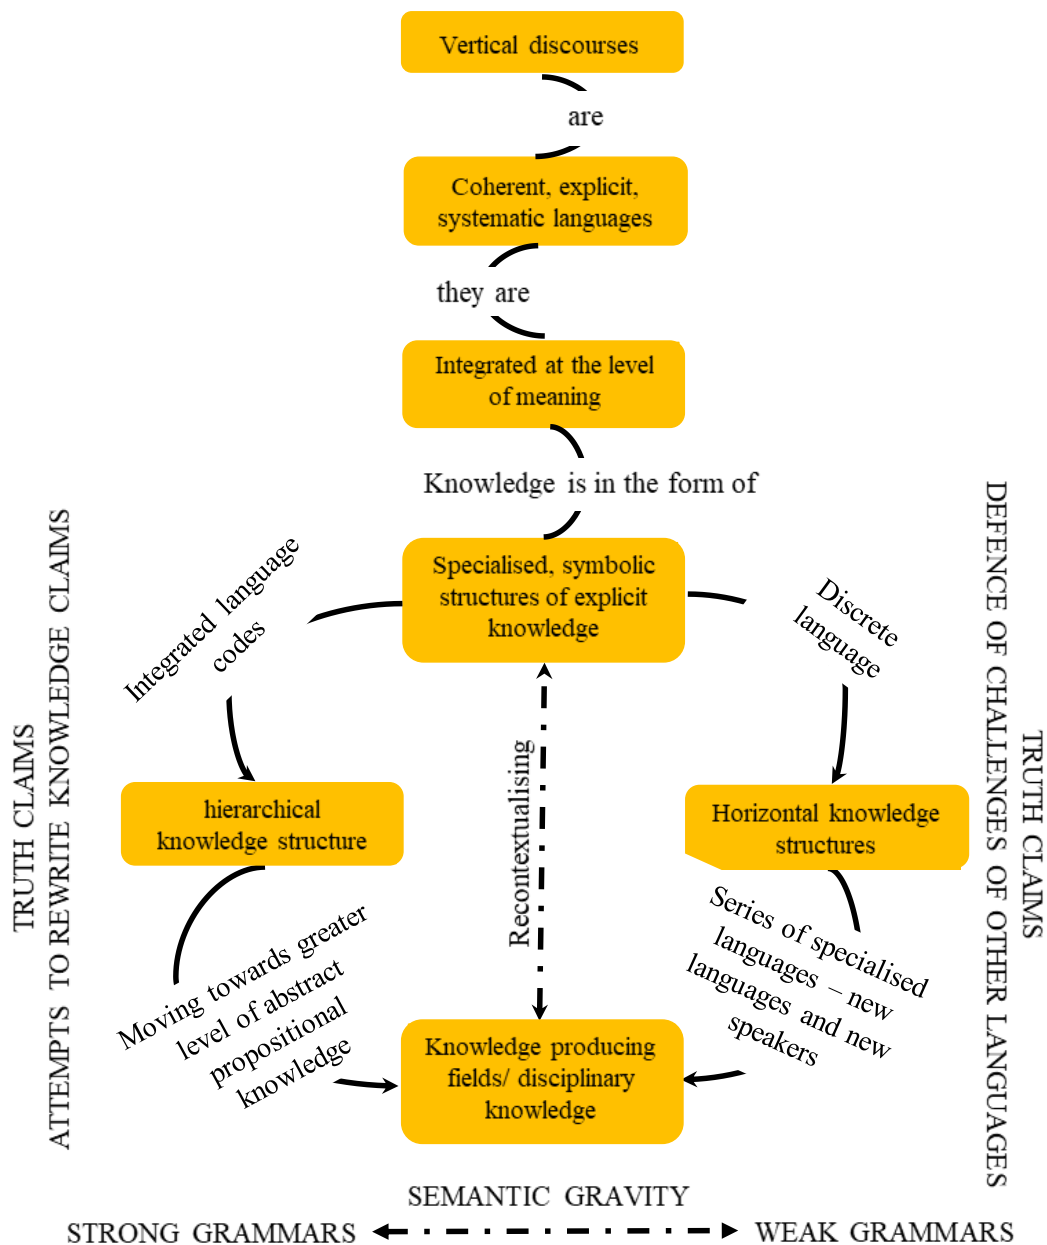 Vertical discourses
are
Coherent, explicit,
systematic languages
they are
Integrated at the level
of meaning
Knowledge is in the form of
Specialised, symbolic
structures of explicit
knowledge
Integrated language
codes
Discrete
language
TRUTH CLAIMS
ATTEMPTS TO REWRITE KNOWLEDGE CLAIMS
DEFENCE OF CHALLENGES OF OTHER LANGUAGES
TRUTH CLAIMS
Recontextualising
hierarchical
knowledge structure
Horizontal knowledge
structures
Moving towards greater
level of abstract
propositional
knowledge
Series of specialised
languages – new
languages and new
speakers
Knowledge producing
fields/ disciplinary
knowledge
SEMANTIC GRAVITY
STRONG GRAMMARS
WEAK GRAMMARS